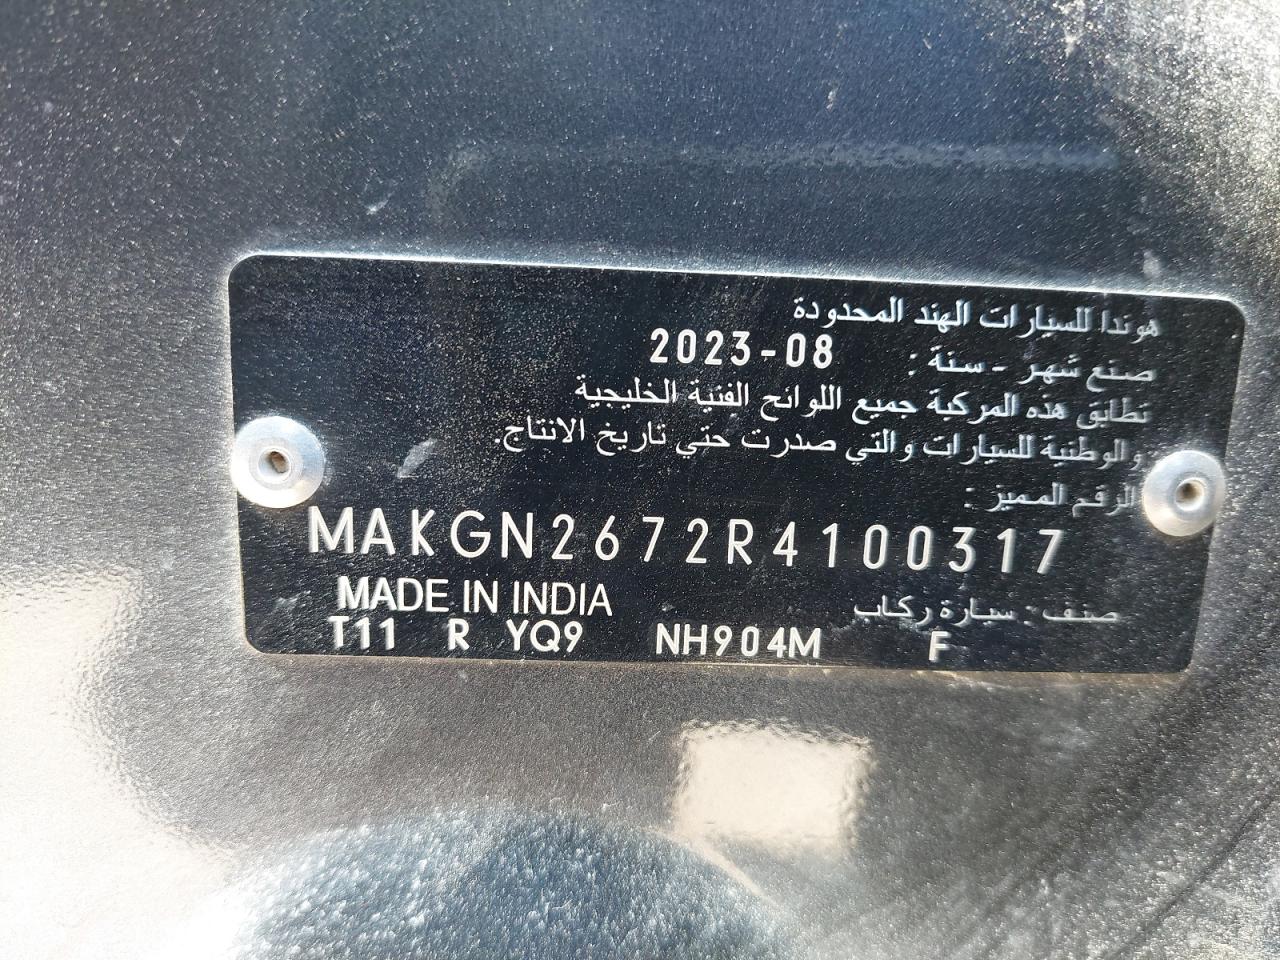 هوندا للسيارات الهند المحدودة
صنع شهر - سنة : 2023-08
تطابق هذه المركبة جميع اللوائح الفنية الخليجية
والوطنية للسيارات والتي صدرت حتي تاريخ الانتاج.
الرقم المميز :
MAKGN2672R4100317
MADE IN INDIA صنف : سيارة ركاب
T11 R YQ9 NH904M F